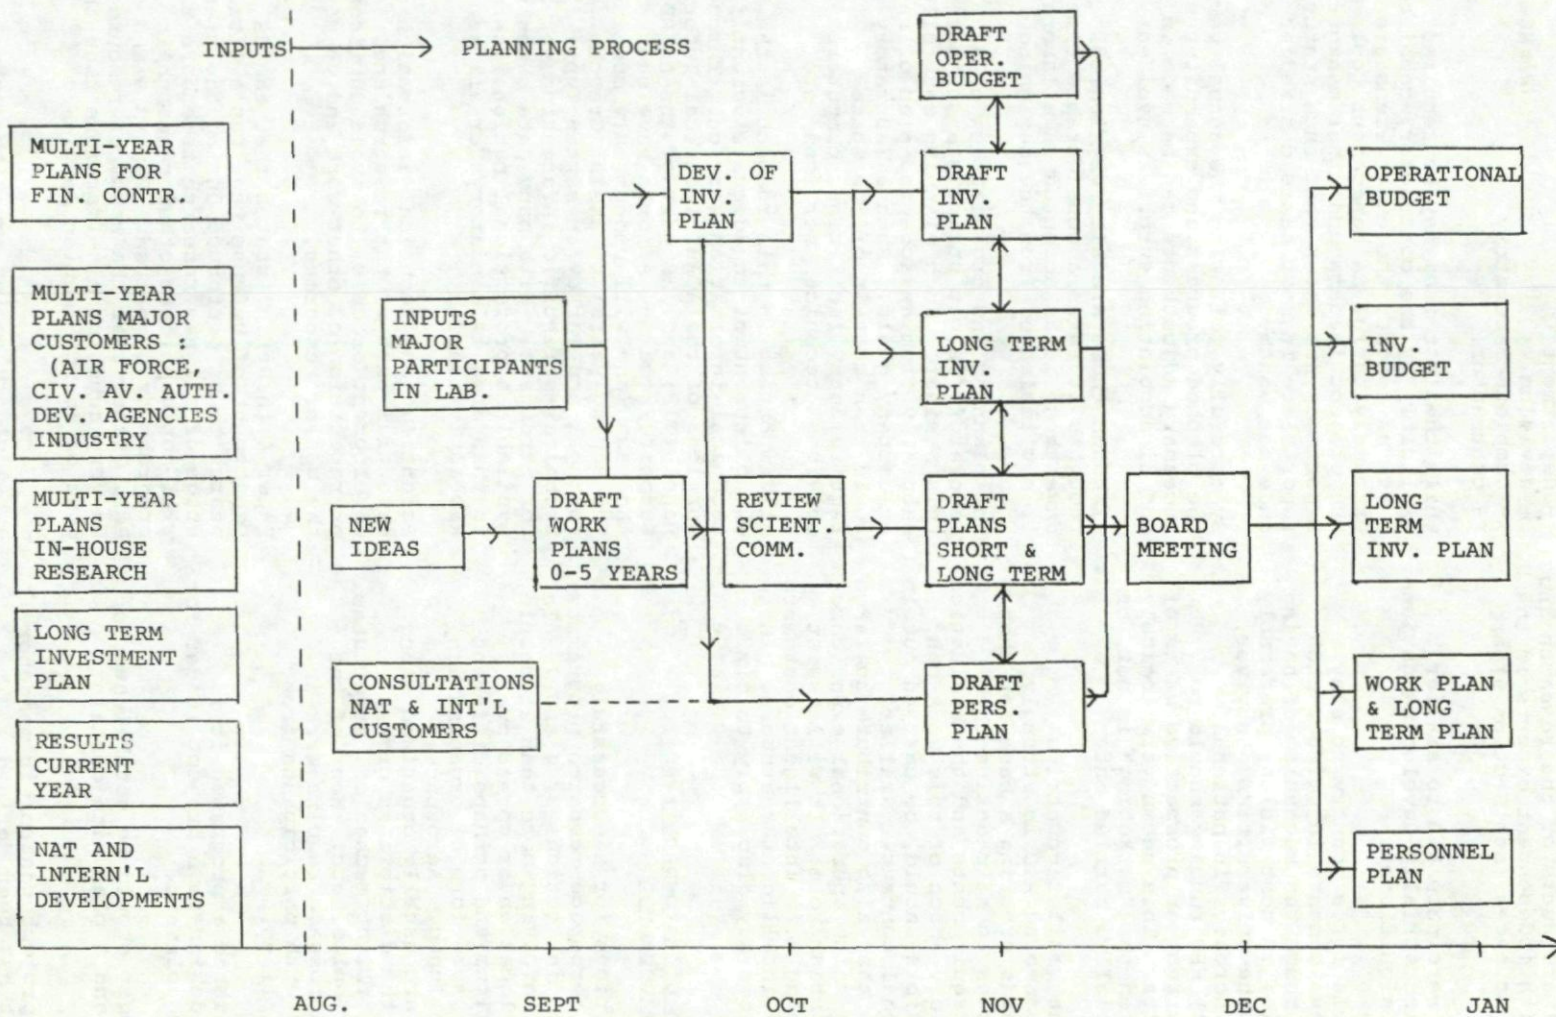 INPUTS
PLANNING PROCESS
MULTI-YEAR
PLANS FOR
FIN. CONTR.
MULTI-YEAR
PLANS MAJOR
CUSTOMERS :
(AIR FORCE,
CIV. AV. AUTH.
DEV. AGENCIES
INDUSTRY
MULTI-YEAR
PLANS
IN-HOUSE
RESEARCH
LONG TERM
INVESTMENT
PLAN
RESULTS
CURRENT
YEAR
NAT AND
INTERN'L
DEVELOPMENTS
INPUTS
MAJOR
PARTICIPANTS
IN LAB.
NEW
IDEAS
CONSULTATIONS
NAT & INT'L
CUSTOMERS
DRAFT
WORK
PLANS
0-5 YEARS
DEV. OF
INV.
PLAN
REVIEW
SCIENT.
COMM.
DRAFT
OPER.
BUDGET
DRAFT
INV.
PLAN
LONG TERM
INV.
PLAN
DRAFT
PLANS
SHORT &
LONG TERM
DRAFT
PERS.
PLAN
BOARD
MEETING
OPERATIONAL
BUDGET
INV.
BUDGET
LONG
TERM
INV. PLAN
WORK PLAN
& LONG
TERM PLAN
PERSONNEL
PLAN
AUG.
SEPT
OCT
NOV
DEC
JAN